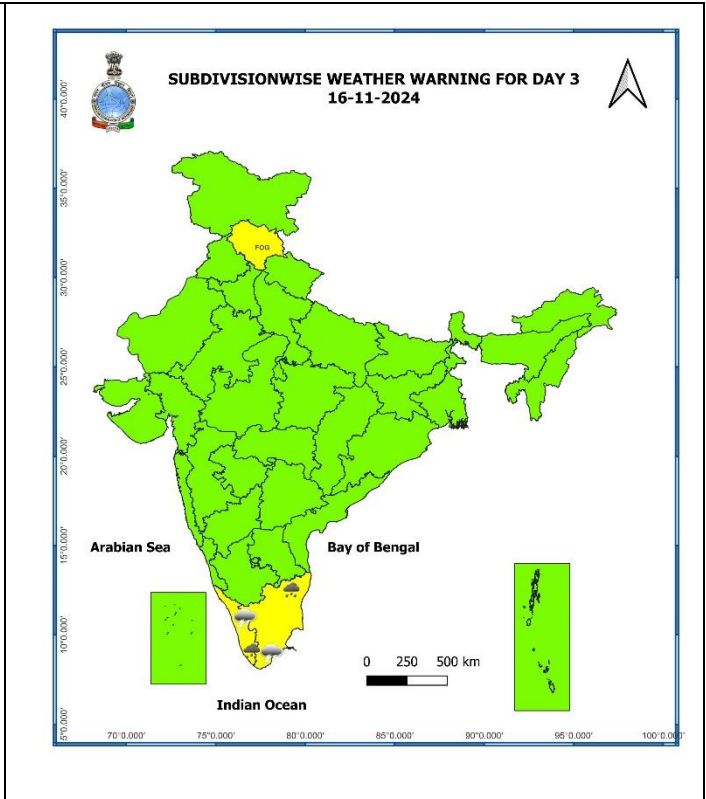 SUBDIVISIONWISE WEATHER WARNING FOR DAY 3
16-11-2024
40°0.000'
35°0.000'
FOG
30°0.000'
25°0.000'
20°0.000'
15°0.000'
Arabian Sea
Bay of Bengal
10°0.000'
0 250 500 km
Indian Ocean
5°0.000'
70°0.000' 75°0.000' 80°0.000' 85°0.000' 90°0.000' 95°0.000' 100°0.000'